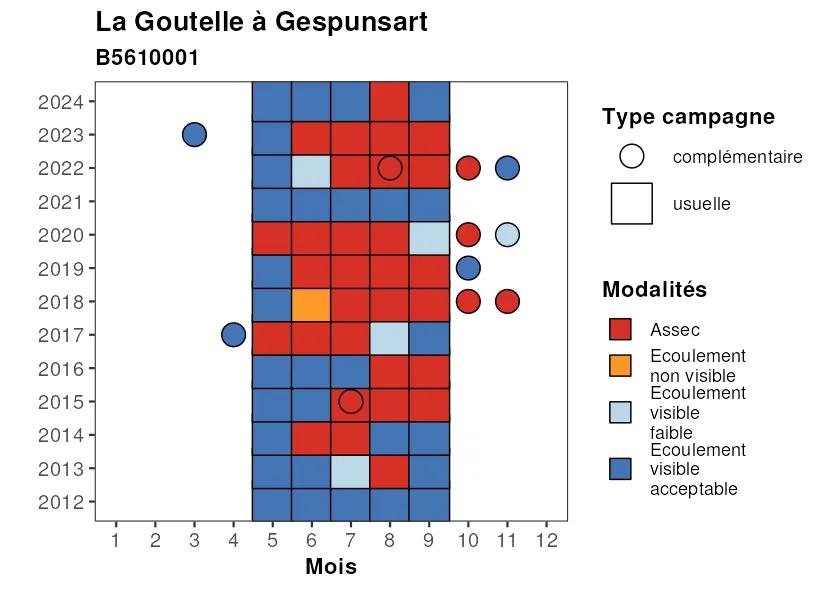 La Goutelle à Gespunsart
B5610001
2024
2023
2022
2021
2020
2019
2018
2017
2016
2015
2014
2013
2012
1 2 3 4 5 6 7 8 9 10 11 12
Mois
Type campagne
complémentaire
usuelle
Modalités
Assec
Ecoulement
non visible
Ecoulement
visible
faible
Ecoulement
visible
acceptable